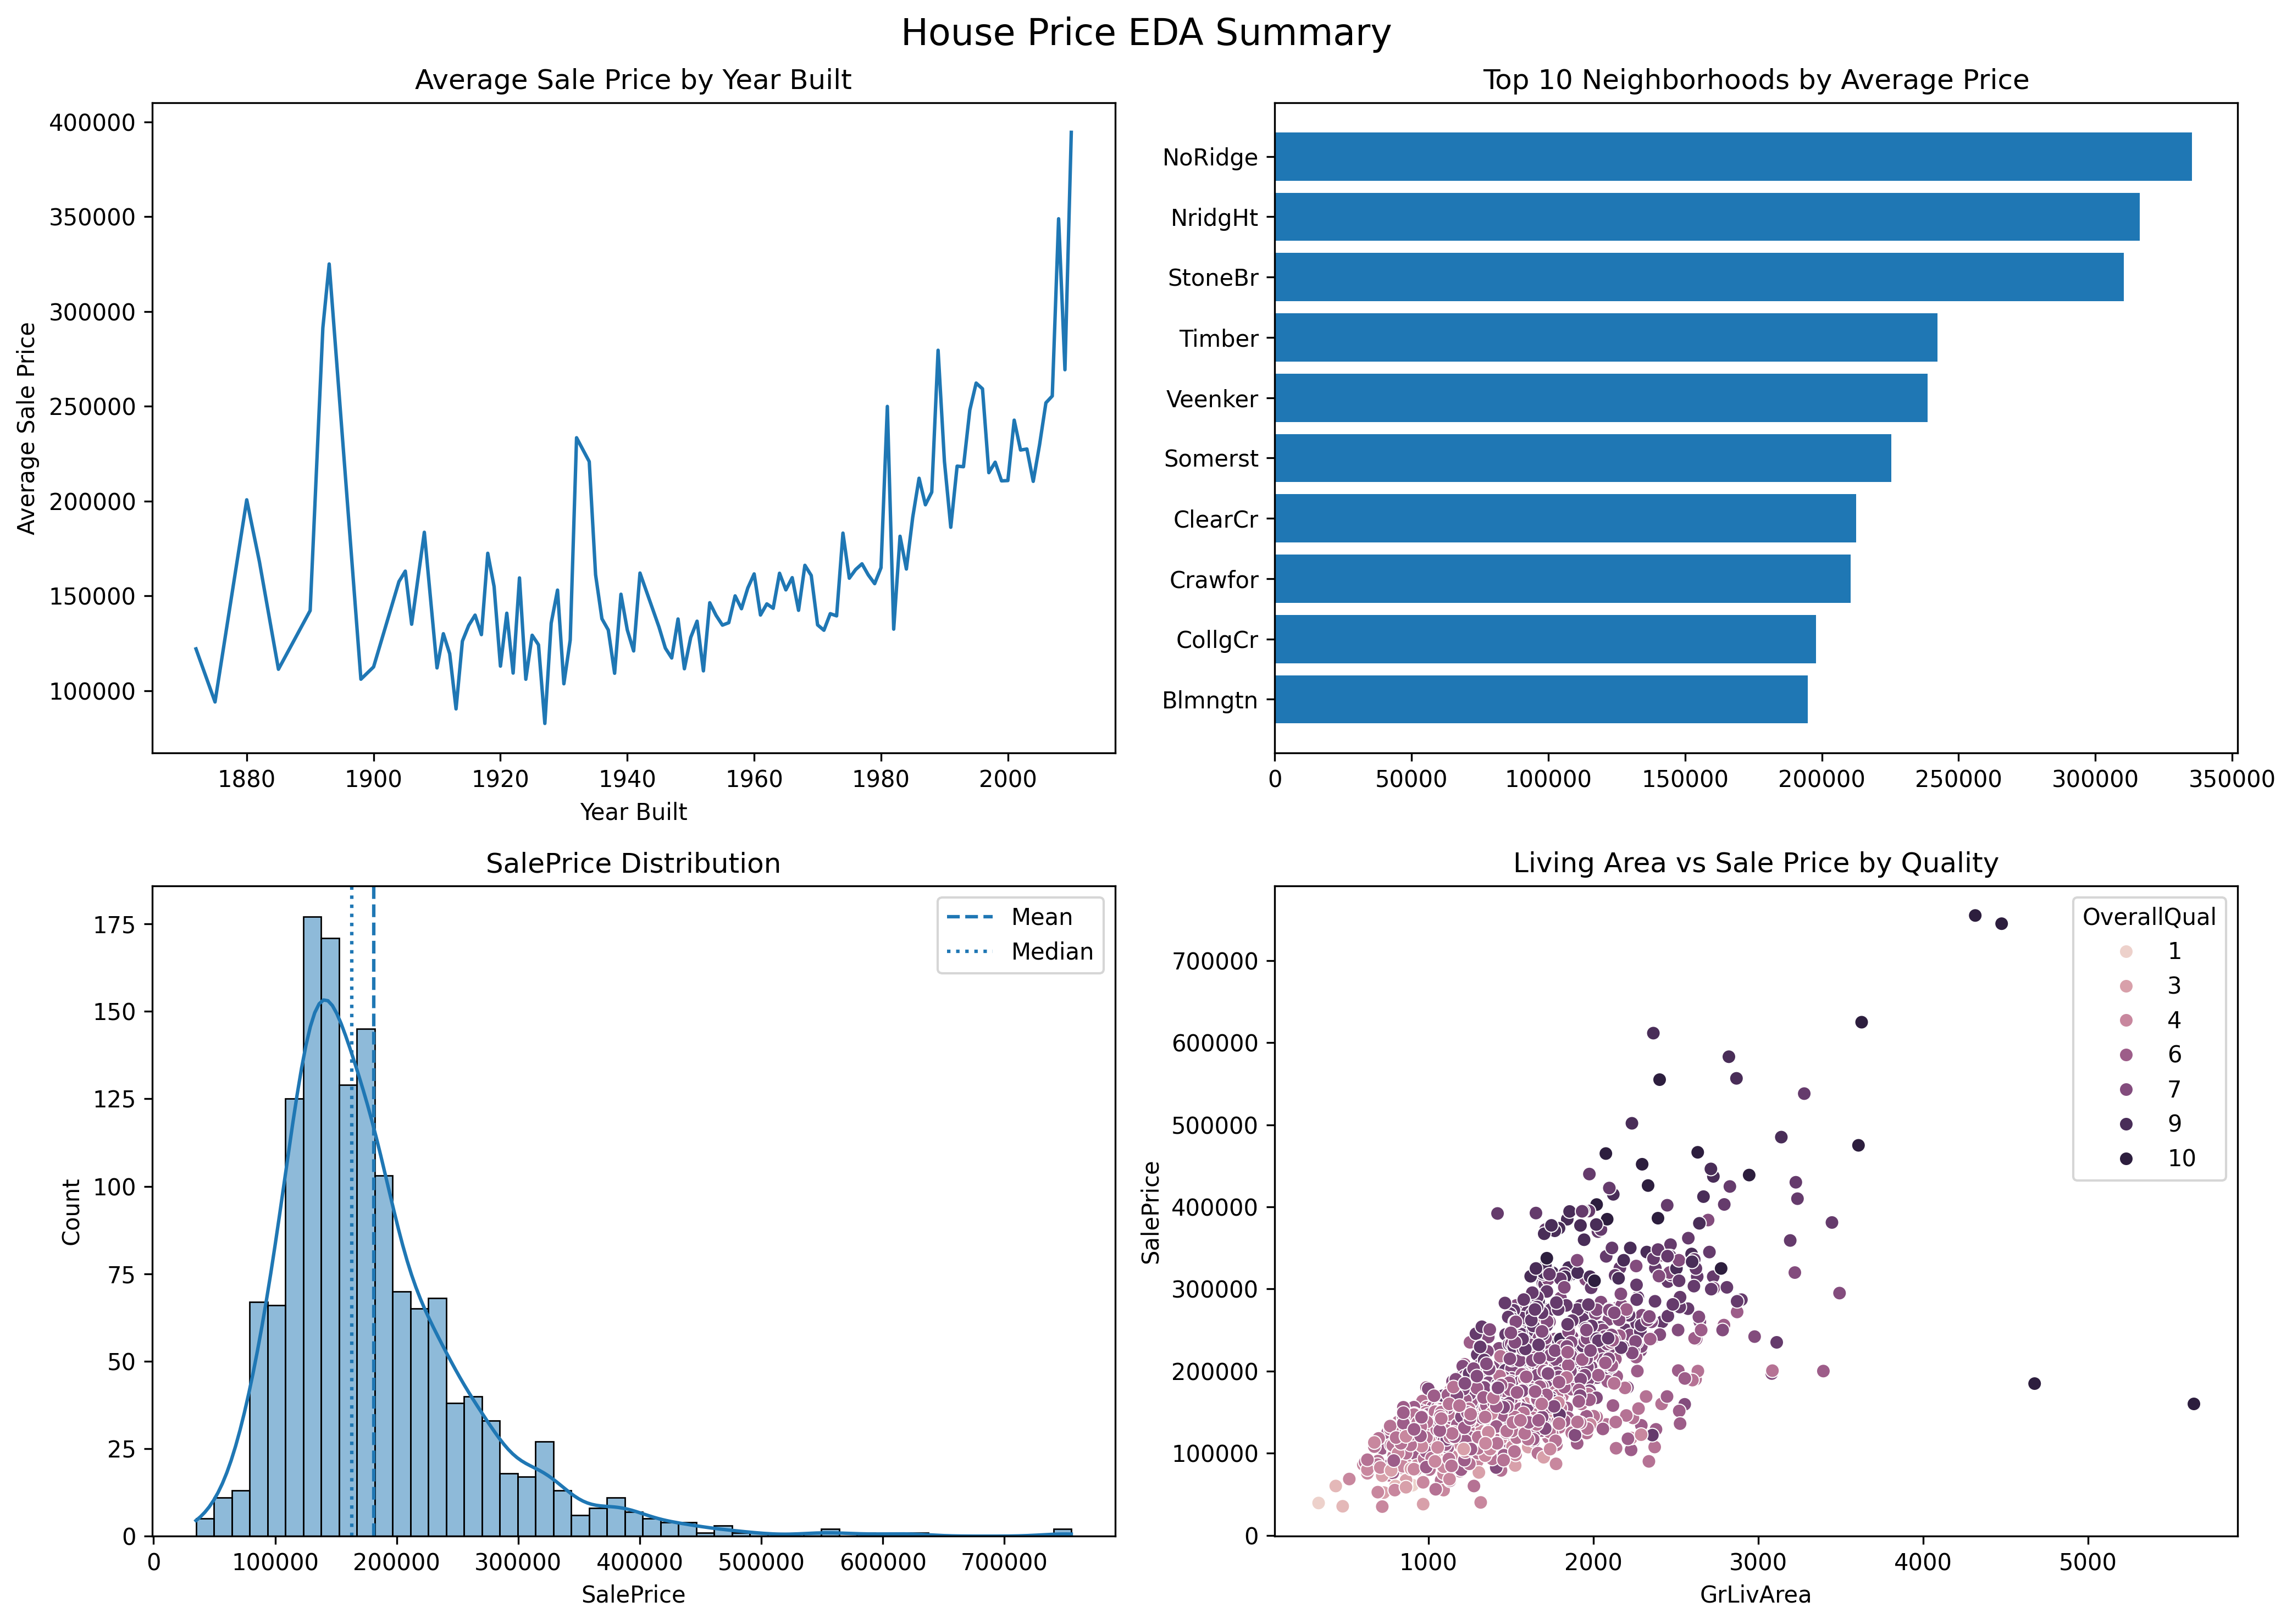 House Price EDA Summary
Average Sale Price by Year Built
400000
350000
300000
250000
200000
150000
100000
Average Sale Price
1880 1900 1920 1940 1960 1980 2000
Year Built
Top 10 Neighborhoods by Average Price
NoRidge
NridgHt
StoneBr
Timber
Veenker
Somerst
ClearCr
Crawfor
CollgCr
Blmngtn
0 50000 100000 150000 200000 250000 300000 350000
SalePrice Distribution
Mean
Median
175
150
125
100
75
50
25
0
Count
0 100000 200000 300000 400000 500000 600000 700000
SalePrice
Living Area vs Sale Price by Quality
OverallQual
1
3
4
6
7
9
10
700000
600000
500000
400000
300000
200000
100000
0
SalePrice
1000 2000 3000 4000 5000
GrLivArea